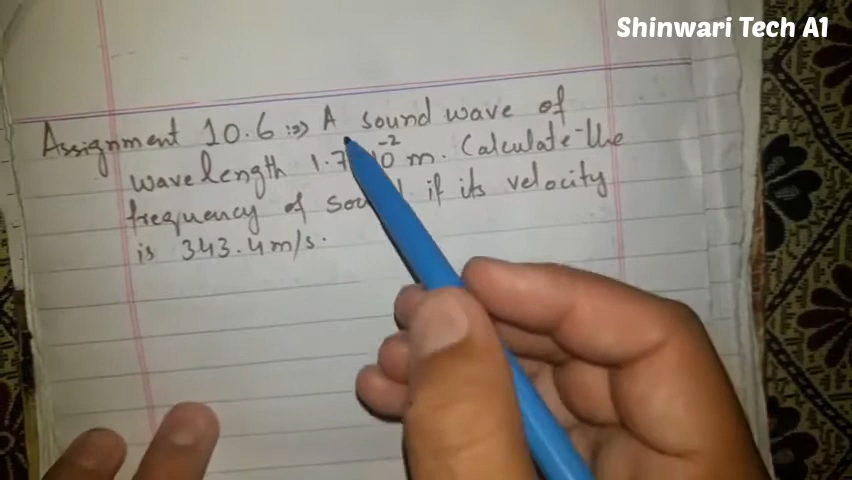 Shinwari Tech A1
Assignment 10.6 :=> A sound wave of
wavelength 1.7 10⁻² m. Calculate the
frequency of if its velocity
is 343.4 m/s.